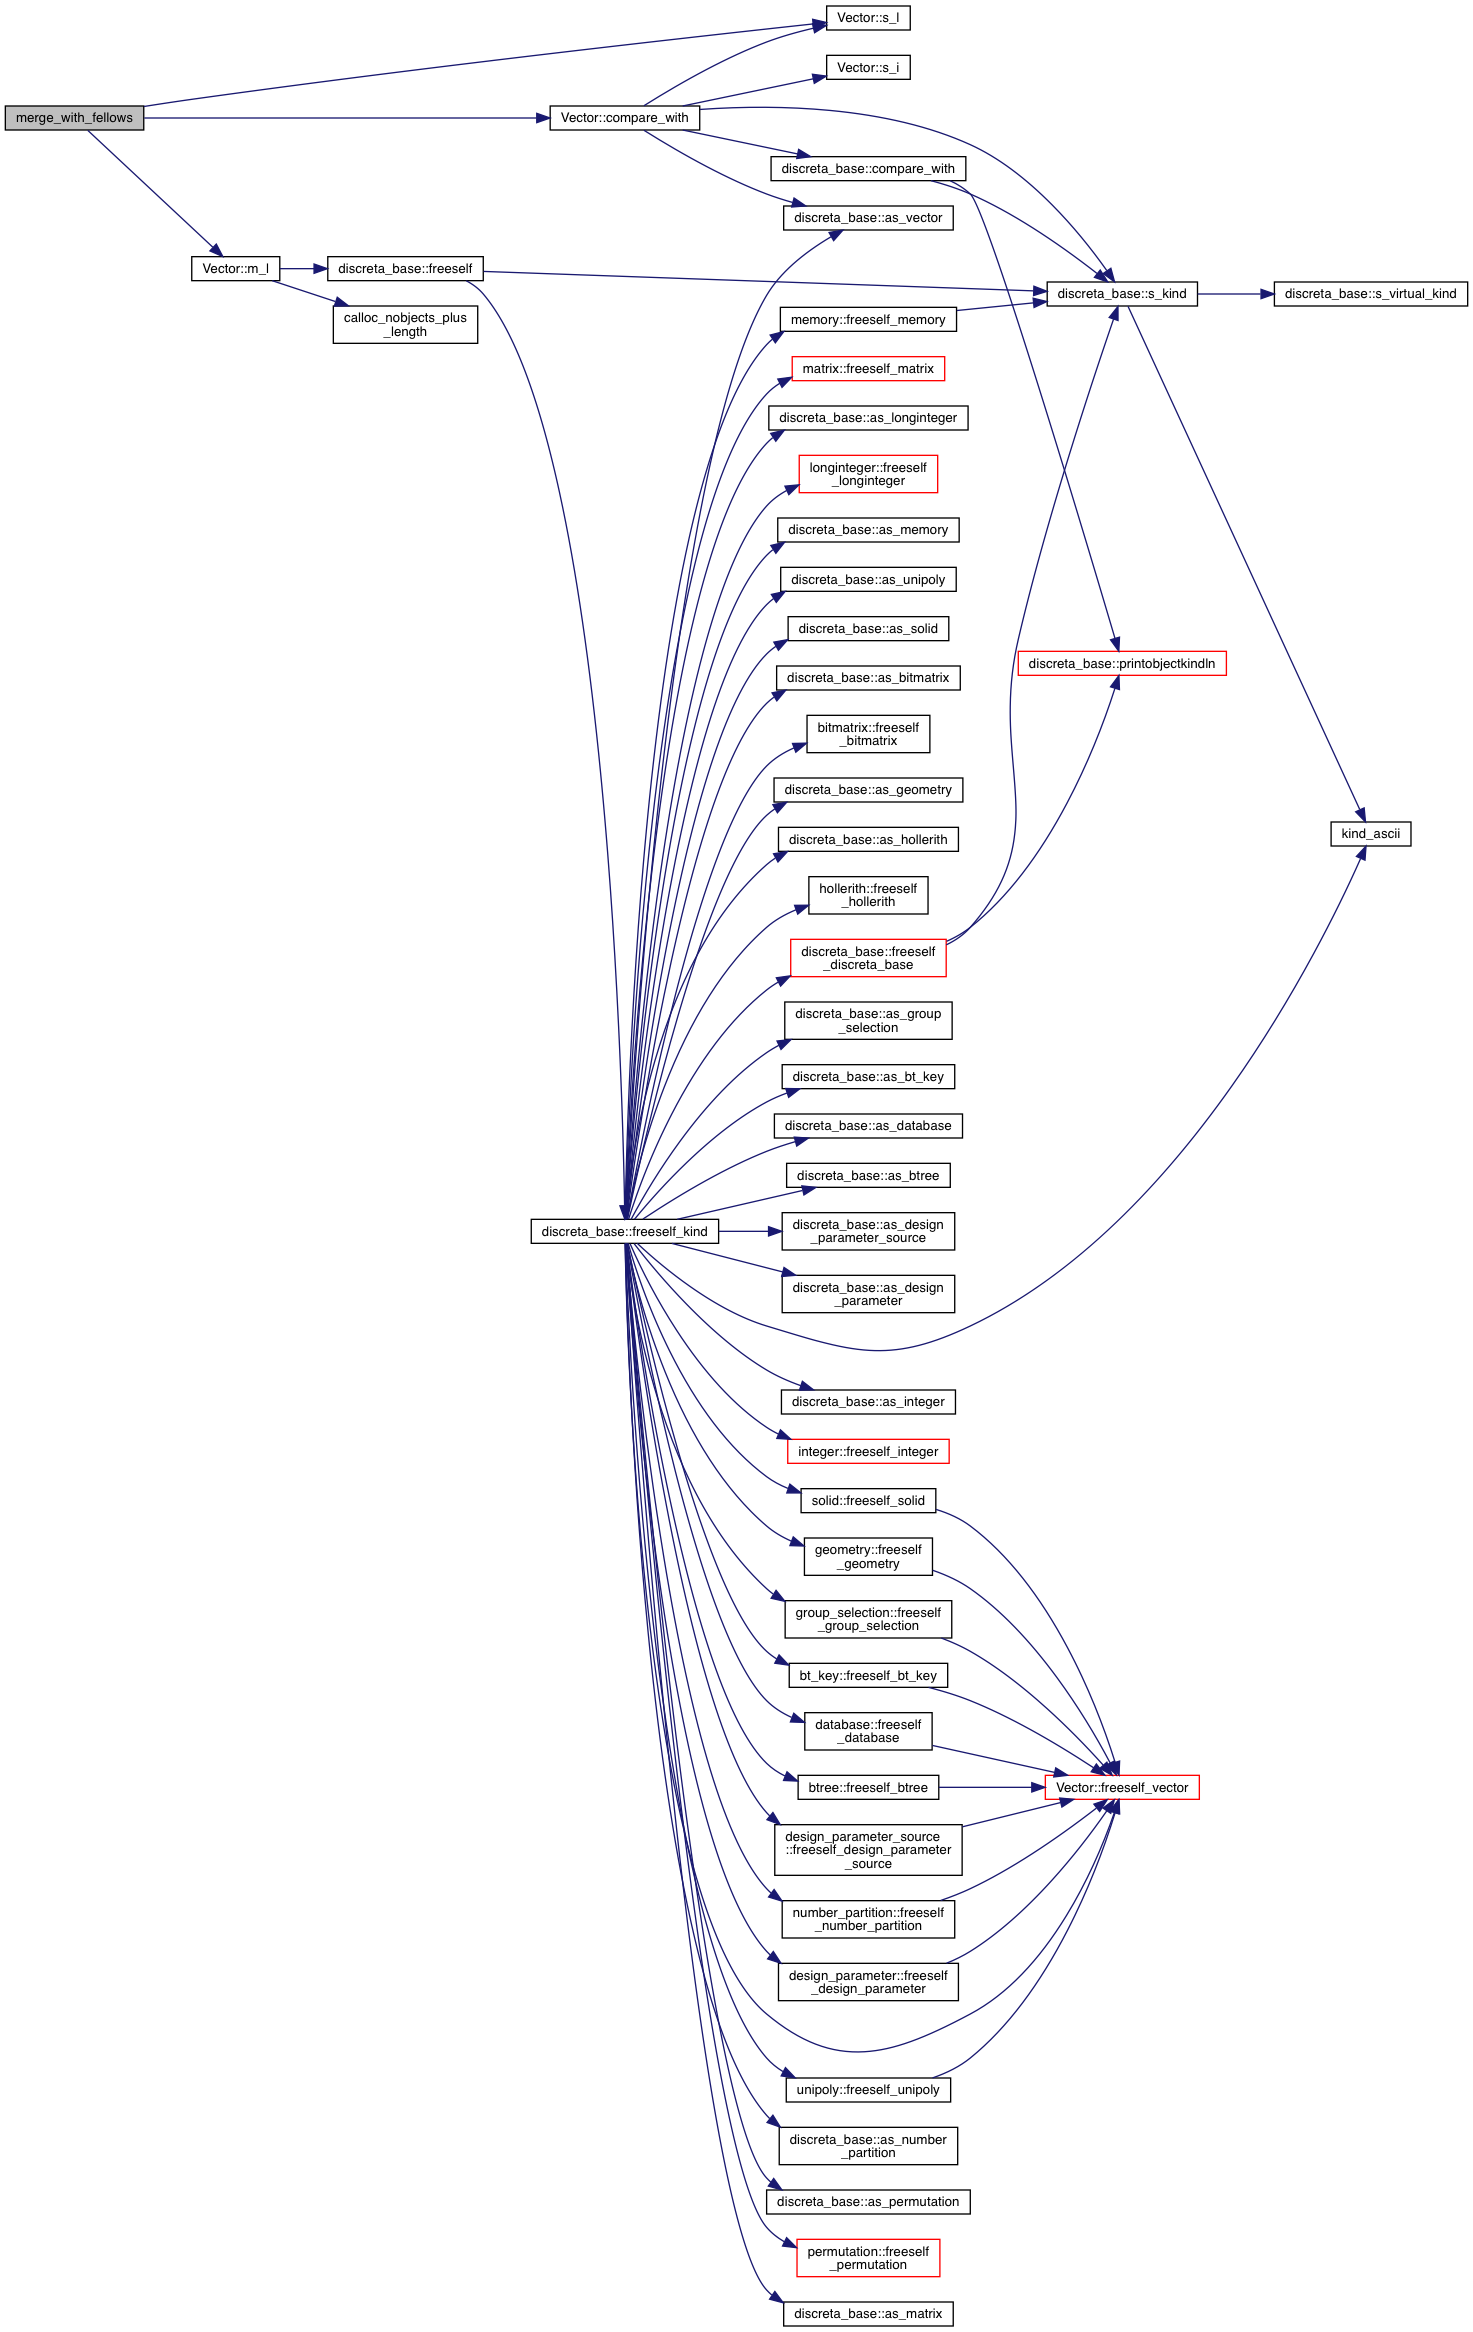 Vector::s_l
Vector::s_i
merge_with_fellows
Vector::compare_with
discreta_base::compare_with
discreta_base::as_vector
Vector::m_l
discreta_base::freeself
calloc_nobjects_plus
_length
discreta_base::s_kind
discreta_base::s_virtual_kind
memory::freeself_memory
matrix::freeself_matrix
discreta_base::as_longinteger
longinteger::freeself
_longinteger
discreta_base::as_memory
discreta_base::as_unipoly
discreta_base::as_solid
discreta_base::printobjectkindln
discreta_base::as_bitmatrix
bitmatrix::freeself
_bitmatrix
discreta_base::as_geometry
discreta_base::as_hollerith
kind_ascii
hollerith::freeself
_hollerith
discreta_base::freeself
_discreta_base
discreta_base::as_group
_selection
discreta_base::as_bt_key
discreta_base::as_database
discreta_base::as_btree
discreta_base::freeself_kind
discreta_base::as_design
_parameter_source
discreta_base::as_design
_parameter
discreta_base::as_integer
integer::freeself_integer
solid::freeself_solid
geometry::freeself
_geometry
group_selection::freeself
_group_selection
bt_key::freeself_bt_key
database::freeself
_database
btree::freeself_btree
Vector::freeself_vector
design_parameter_source
::freeself_design_parameter
_source
number_partition::freeself
_number_partition
design_parameter::freeself
_design_parameter
unipoly::freeself_unipoly
discreta_base::as_number
_partition
discreta_base::as_permutation
permutation::freeself
_permutation
discreta_base::as_matrix